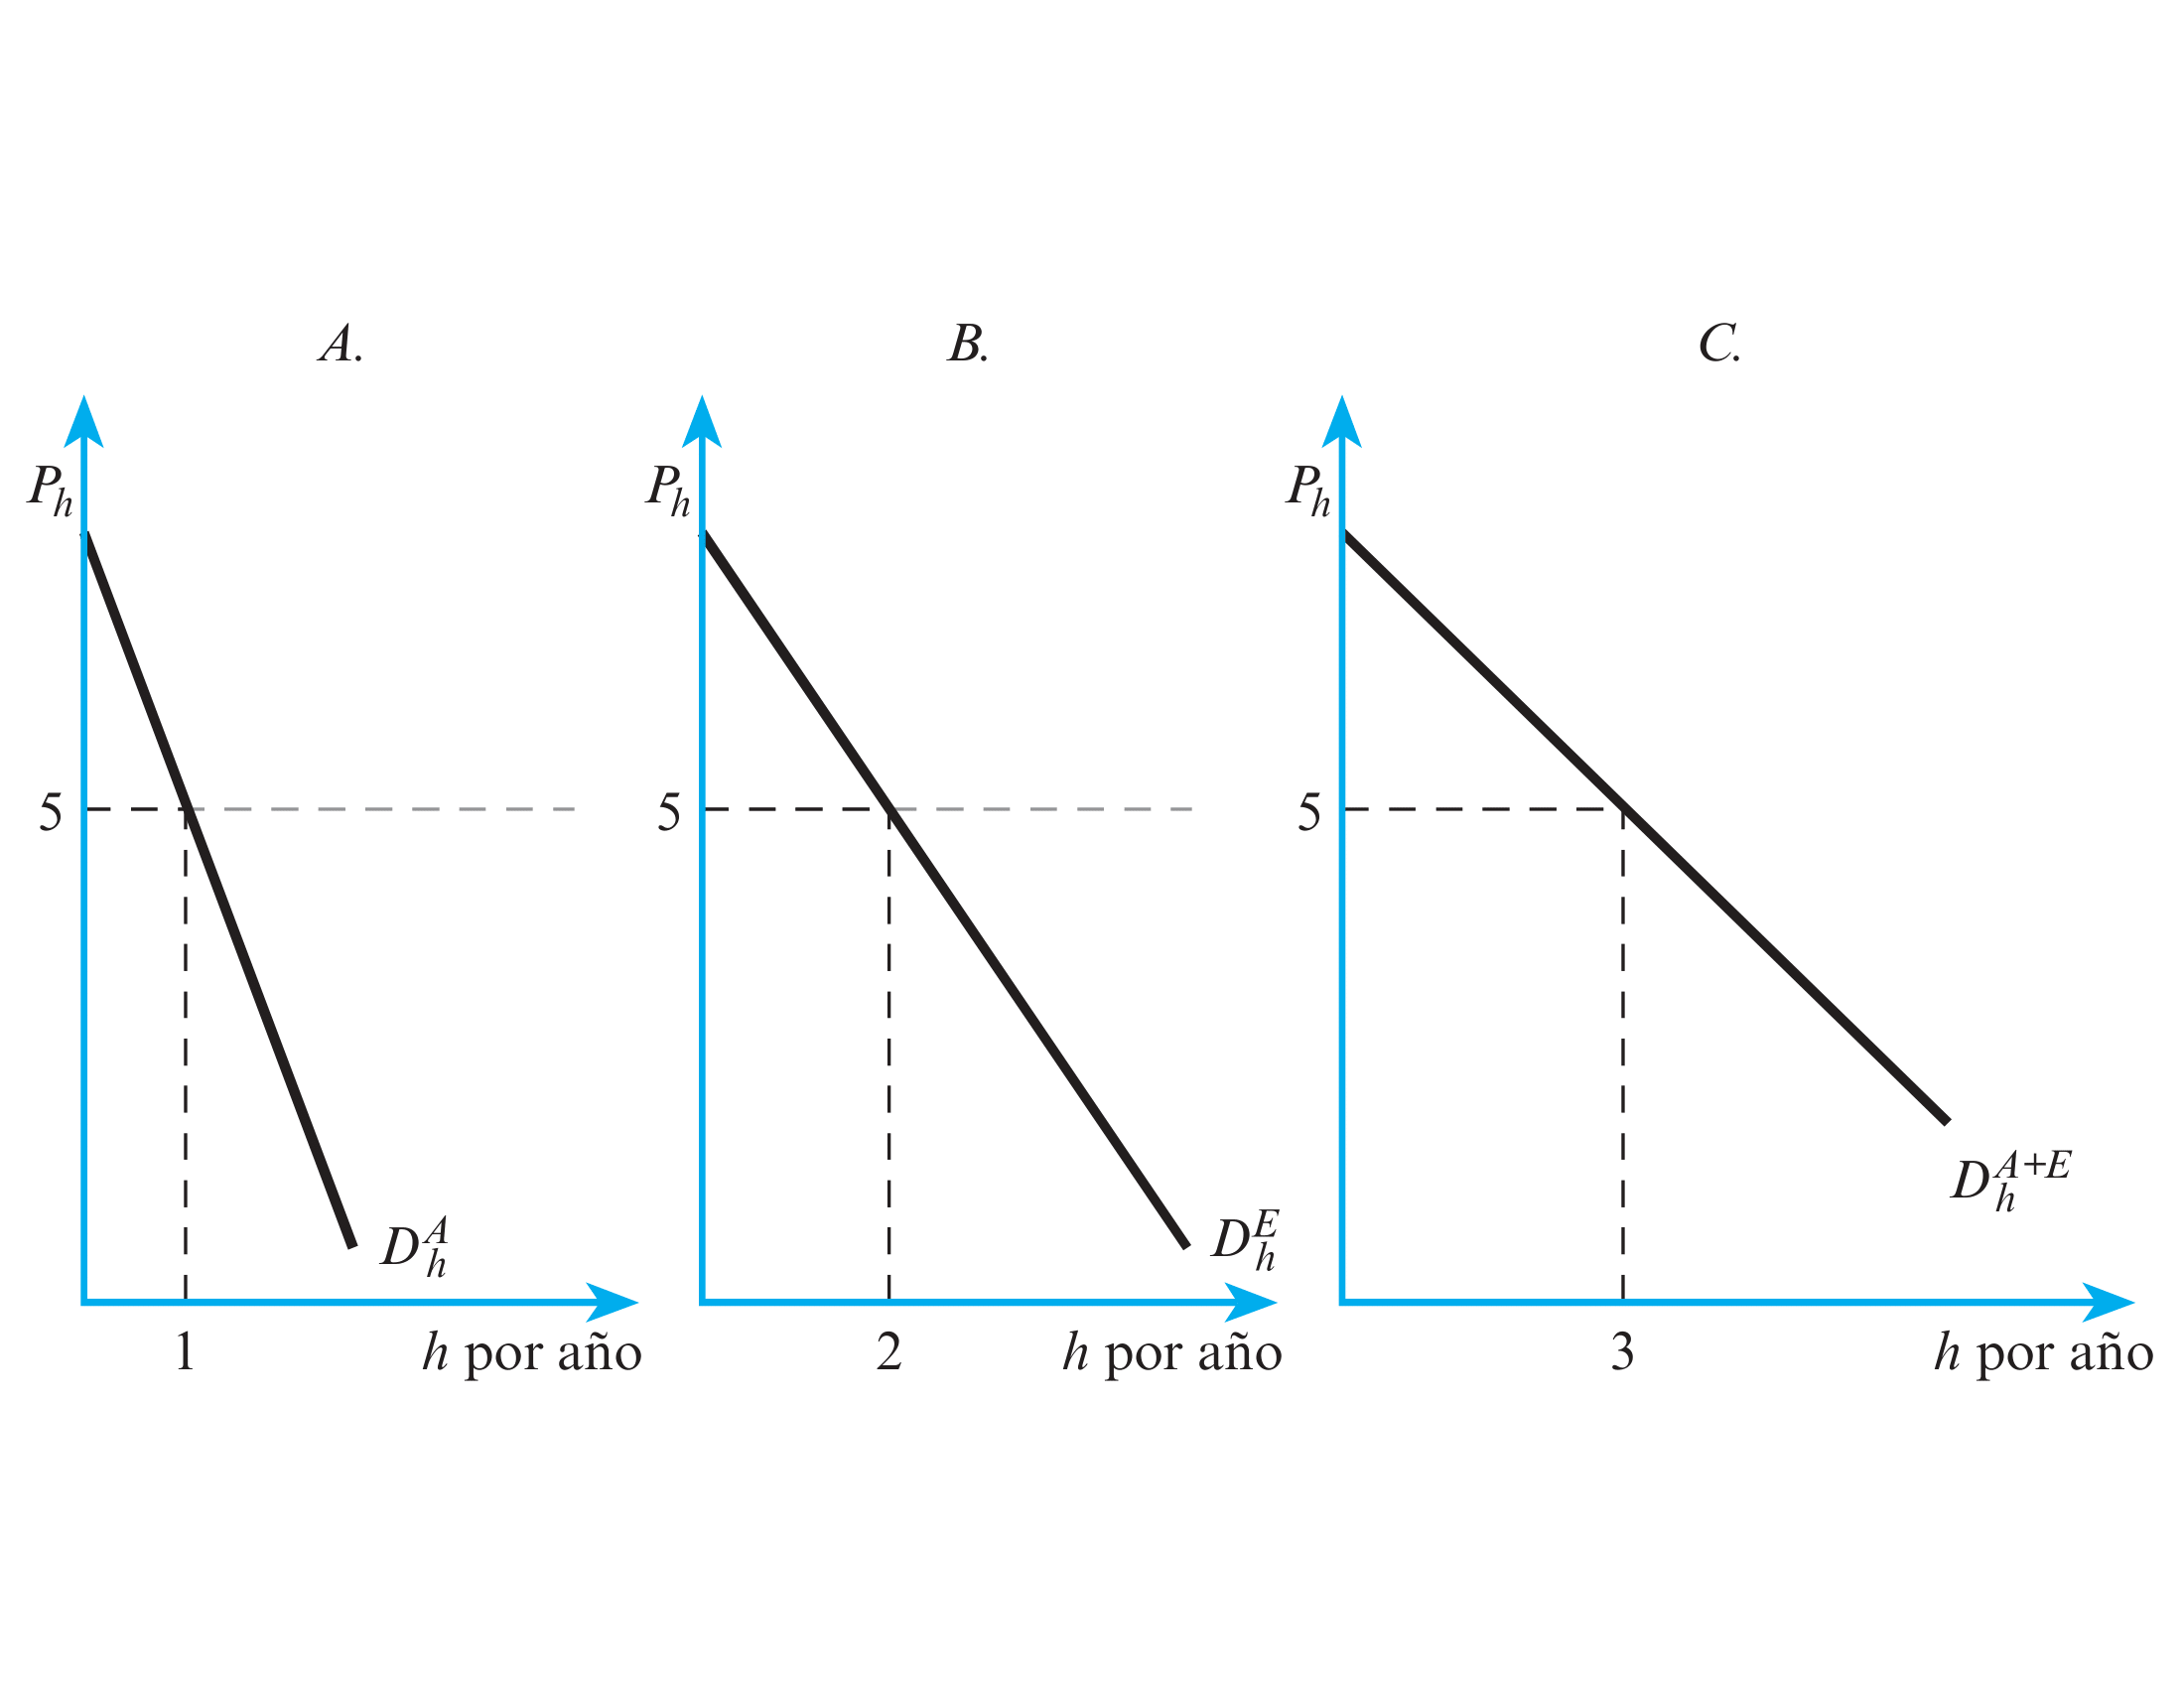 A. B. C.
P_h P_h P_h
5 5 5
D_h^A D_h^E D_h^{A+E}
1 h por año 2 h por año 3 h por año